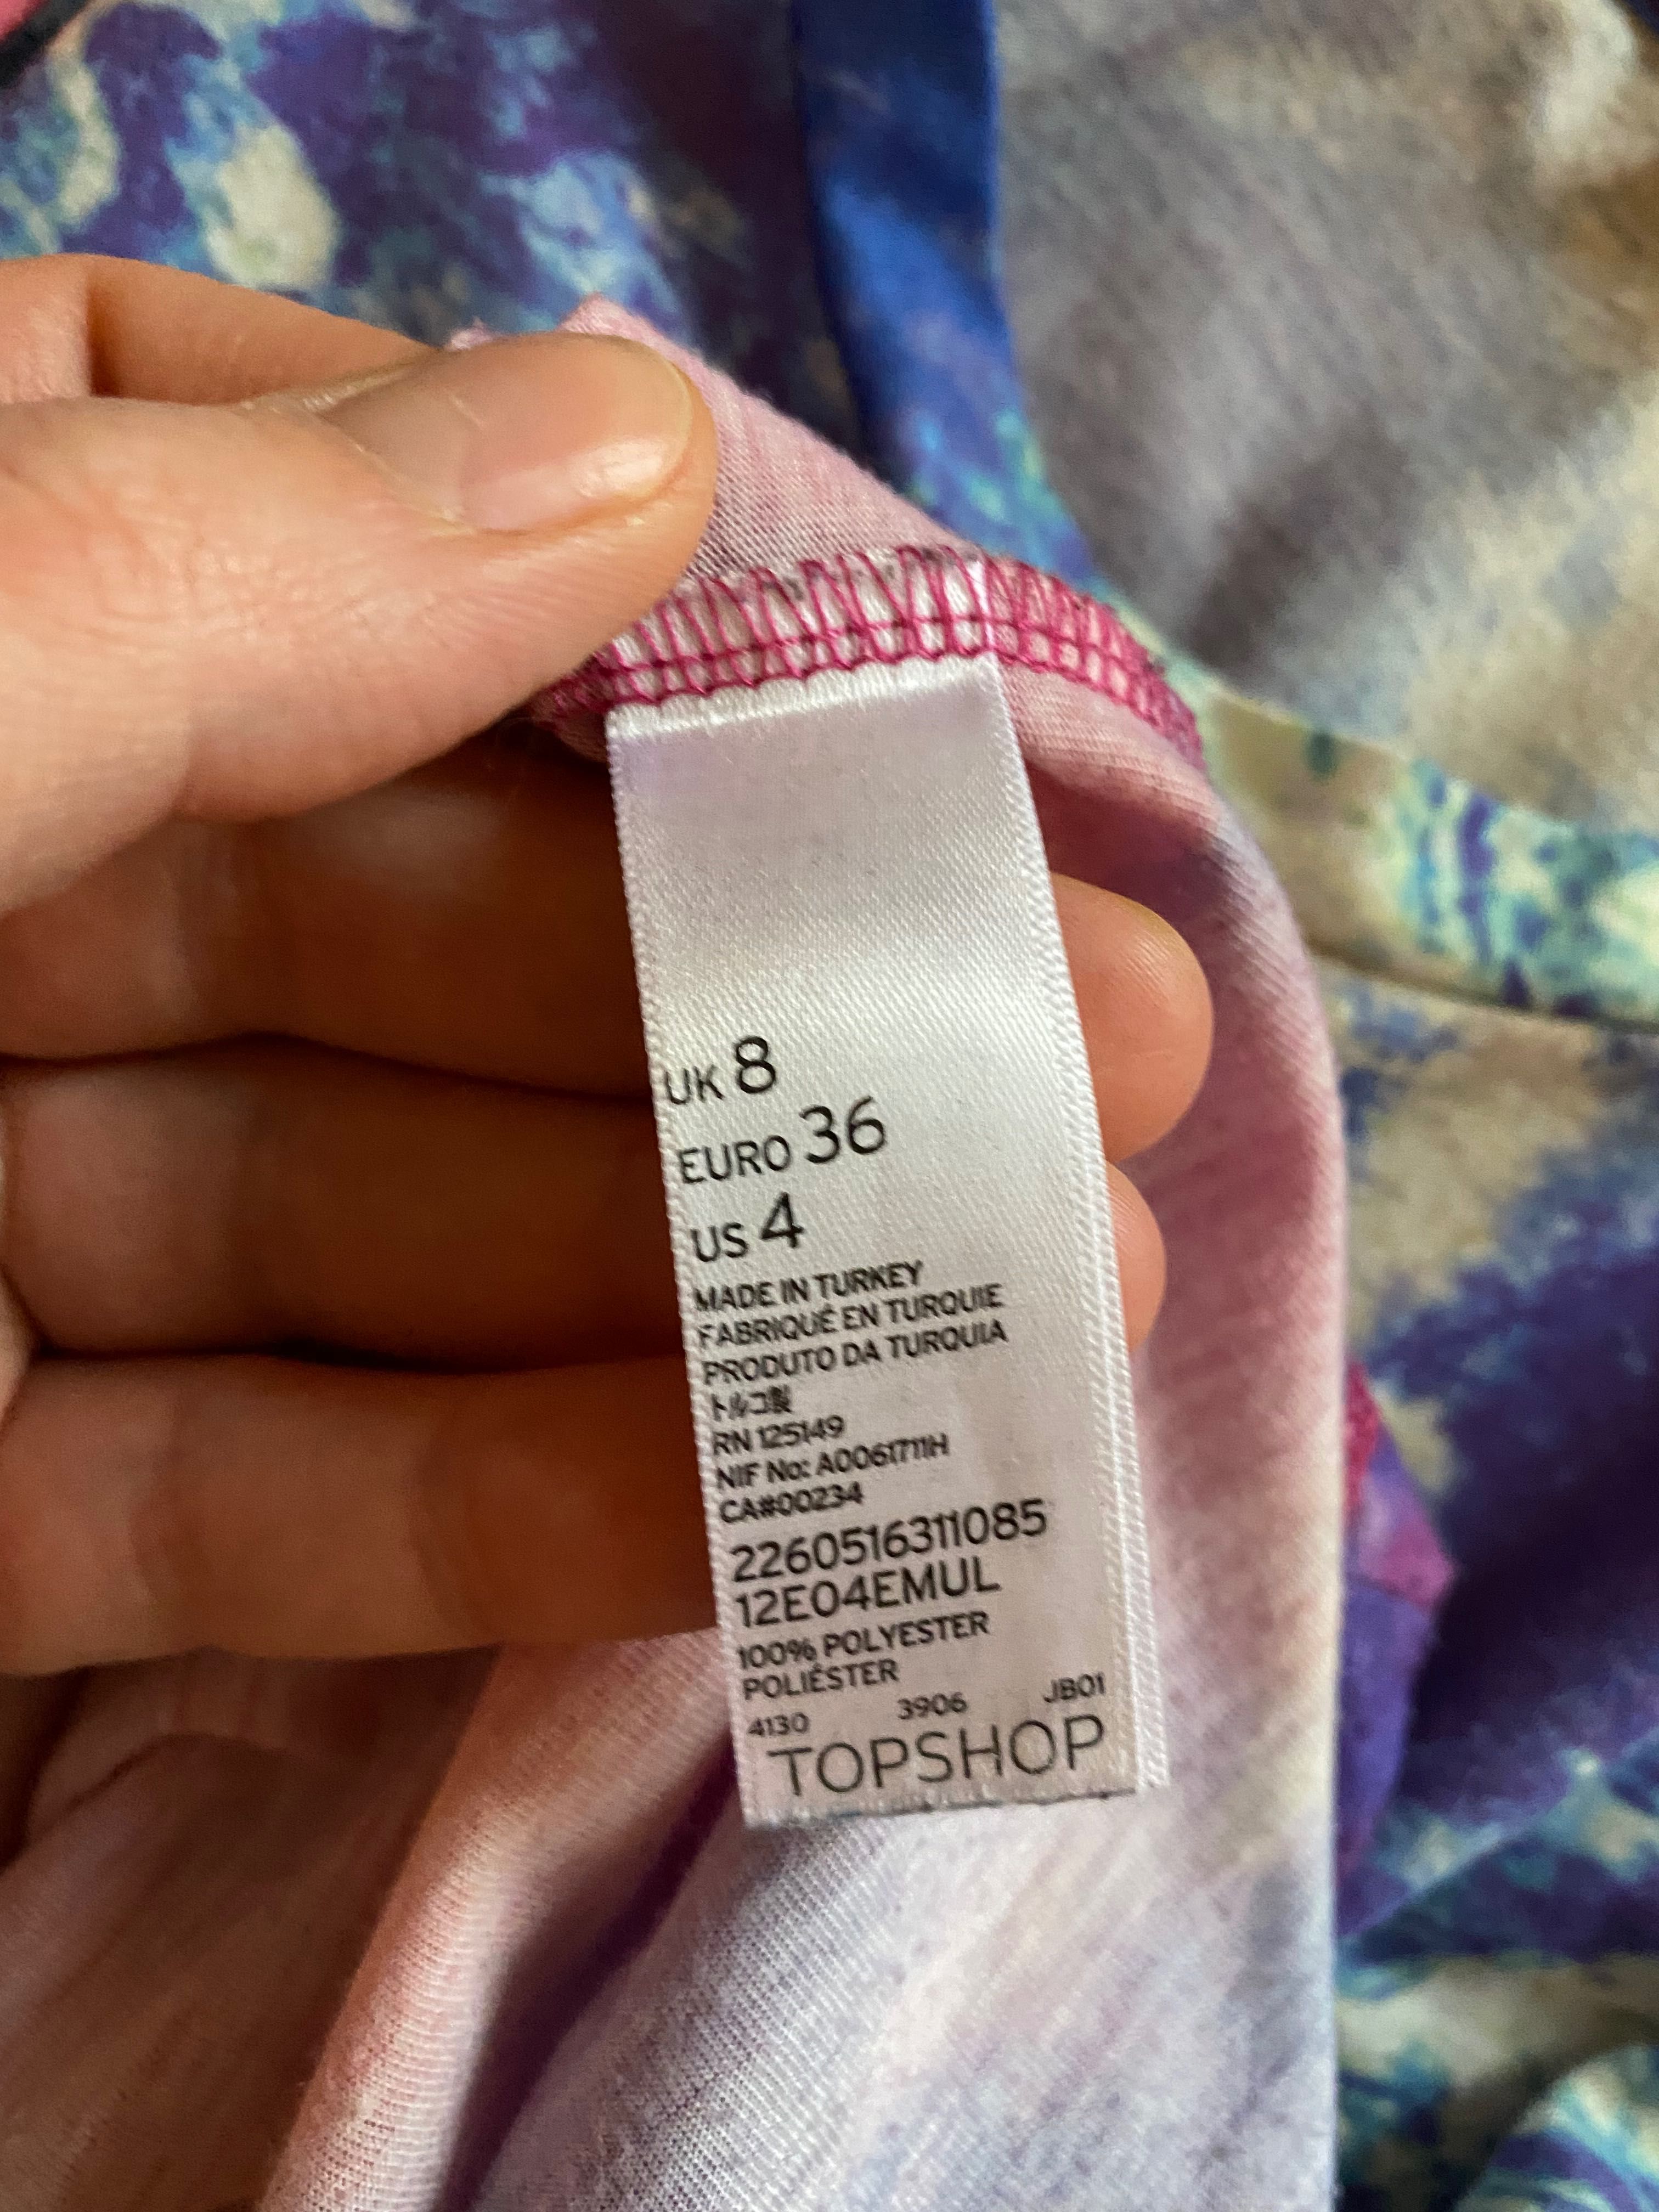 UK 8
EURO 36
US 4
MADE IN TURKEY
FABRIQUÉ EN TURQUIE
PRODUTO DA TURQUIA
トルコ製
RN 125149
NIF No: A0061711H
CA#00234
2260516311085
12E04EMUL
100% POLYESTER
POLIÉSTER
4130 3906 JB01
TOPSHOP